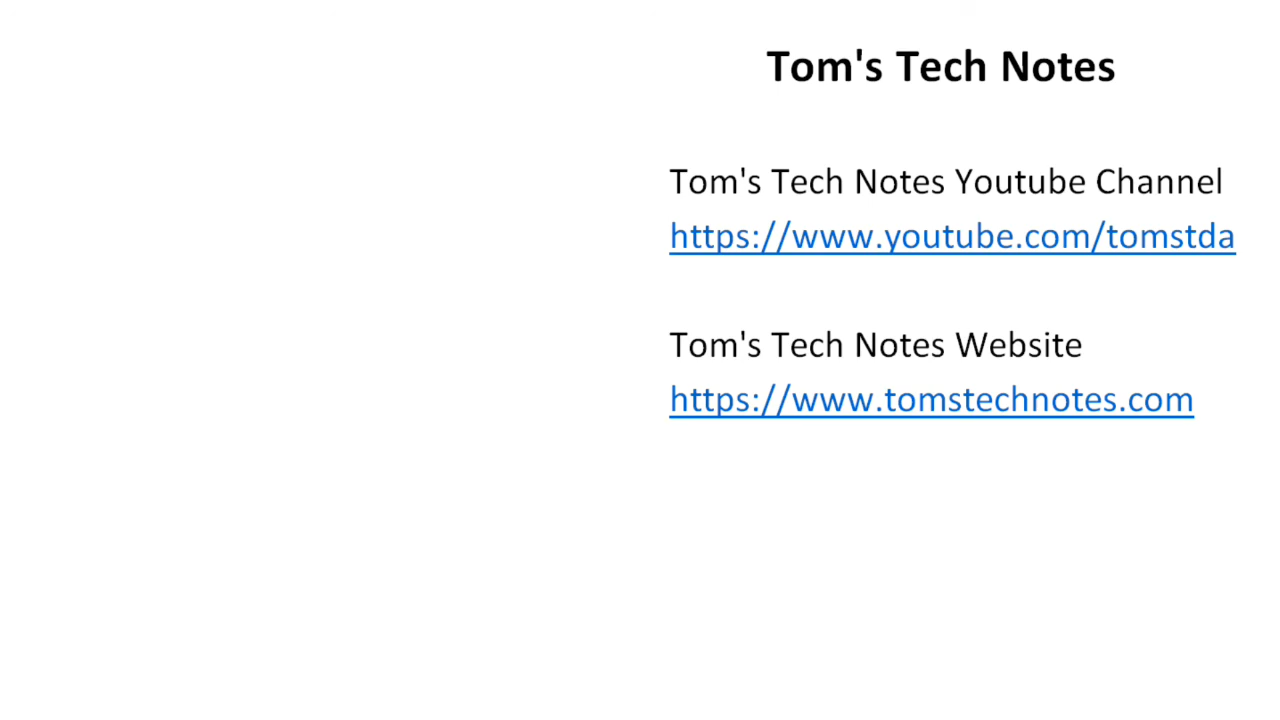 Tom's Tech Notes
Tom's Tech Notes Youtube Channel
https://www.youtube.com/tomstda
Tom's Tech Notes Website
https://www.tomstechnotes.com